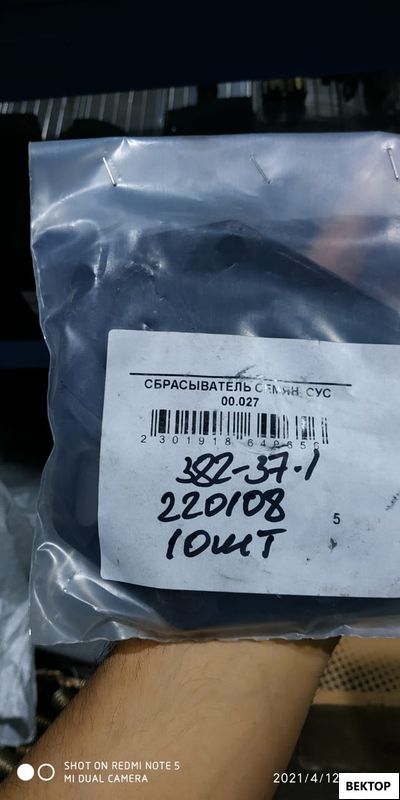 СБРАСЫВАТЕЛЬ СЕМЯН СУС
00.027
382-37-1
220108
5
10шт
SHOT ON REDMI NOTE 5
MI DUAL CAMERA
2021/4/12
ВЕКТОР